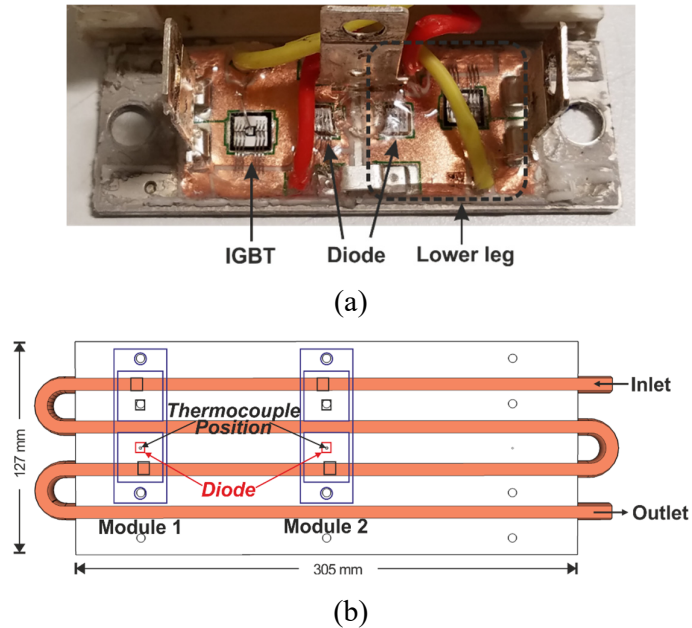 IGBT
Diode
Lower leg
(a)
Inlet
Thermocouple
Position
127 mm
Diode
Module 1
Module 2
Outlet
305 mm
(b)